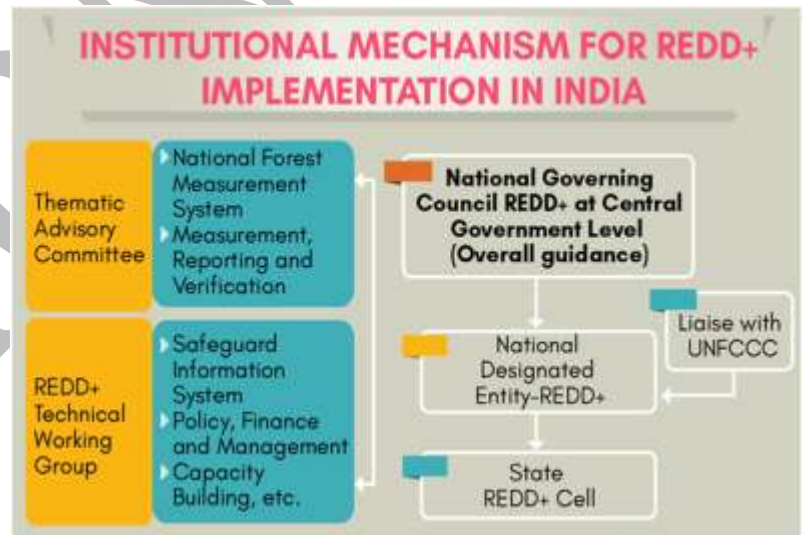 INSTITUTIONAL MECHANISM FOR REDD+
IMPLEMENTATION IN INDIA
Thematic
Advisory
Committee
National Forest
Measurement
System
Measurement,
Reporting and
Verification
REDD+
Technical
Working
Group
Safeguard
Information
System
Policy, Finance
and Management
Capacity
Building, etc.
National Governing
Council REDD+ at Central
Government Level
(Overall guidance)
Liaise with
UNFCCC
National
Designated
Entity-REDD+
State
REDD+ Cell